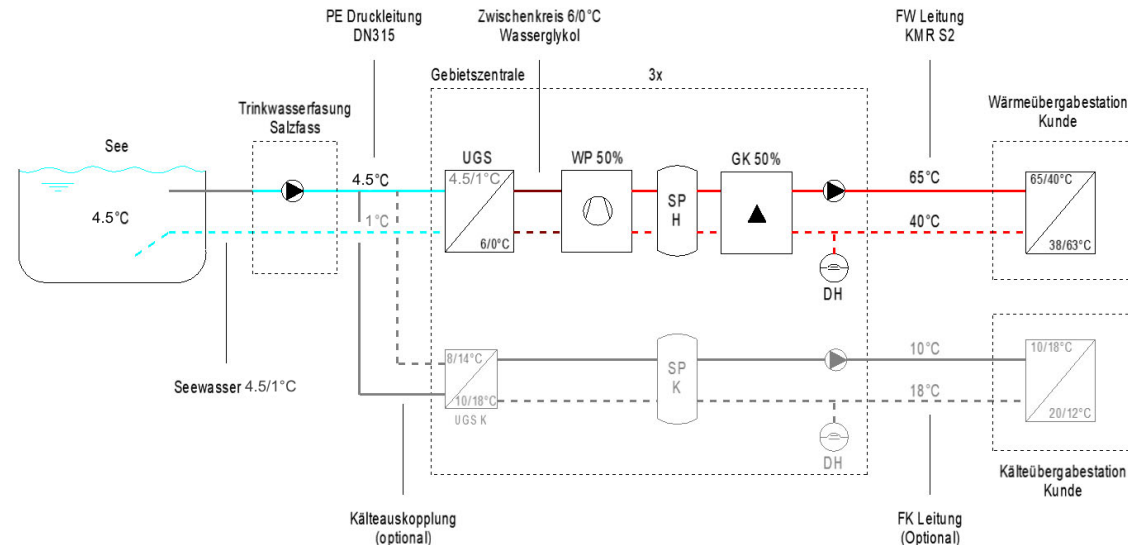 PE Druckleitung
DN315
Zwischenkreis 6/0°C
Wasserglykol
FW Leitung
KMR S2
Gebietszentrale
3x
Trinkwasserfasung
Salzfass
Wärmeübergabestation
Kunde
See
UGS
WP 50%
GK 50%
4.5°C
4.5/1°C
65°C
65/40°C
SP
H
4.5°C
1°C
40°C
6/0°C
38/63°C
DH
8/14°C
10°C
10/18°C
SP
K
Seewasser 4.5/1°C
10/18°C
18°C
20/12°C
UGS K
DH
Kälteübergabestation
Kunde
Kälteauskopplung
(optional)
FK Leitung
(Optional)